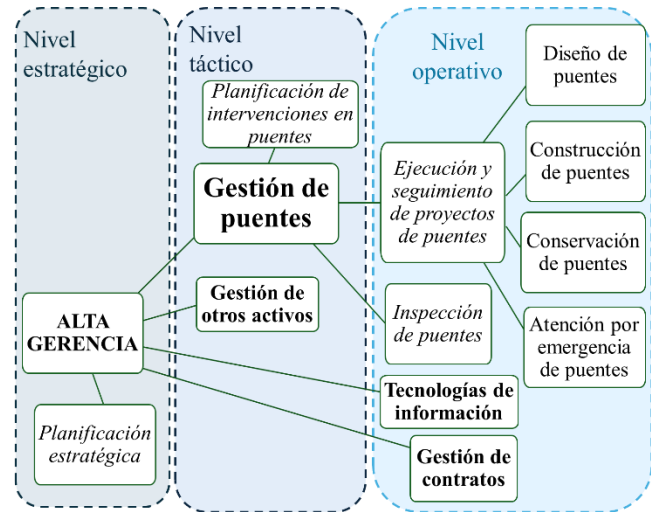 Nivel
estratégico
Nivel
táctico
Nivel
operativo
Planificación de
intervenciones en
puentes
Gestión de
puentes
Gestión de
otros activos
ALTA
GERENCIA
Planificación
estratégica
Ejecución y
seguimiento
de proyectos
de puentes
Inspección
de puentes
Tecnologías de
información
Gestión de
contratos
Diseño de
puentes
Construcción
de puentes
Conservación
de puentes
Atención por
emergencia
de puentes